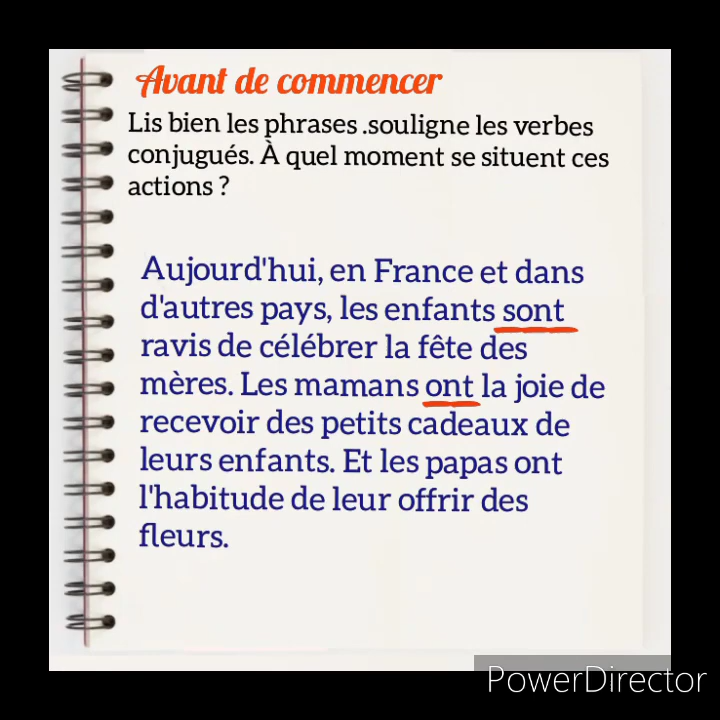 Avant de commencer
Lis bien les phrases .souligne les verbes
conjugués. À quel moment se situent ces
actions ?
Aujourd'hui, en France et dans
d'autres pays, les enfants sont
ravis de célébrer la fête des
mères. Les mamans ont la joie de
recevoir des petits cadeaux de
leurs enfants. Et les papas ont
l'habitude de leur offrir des
fleurs.
PowerDirector